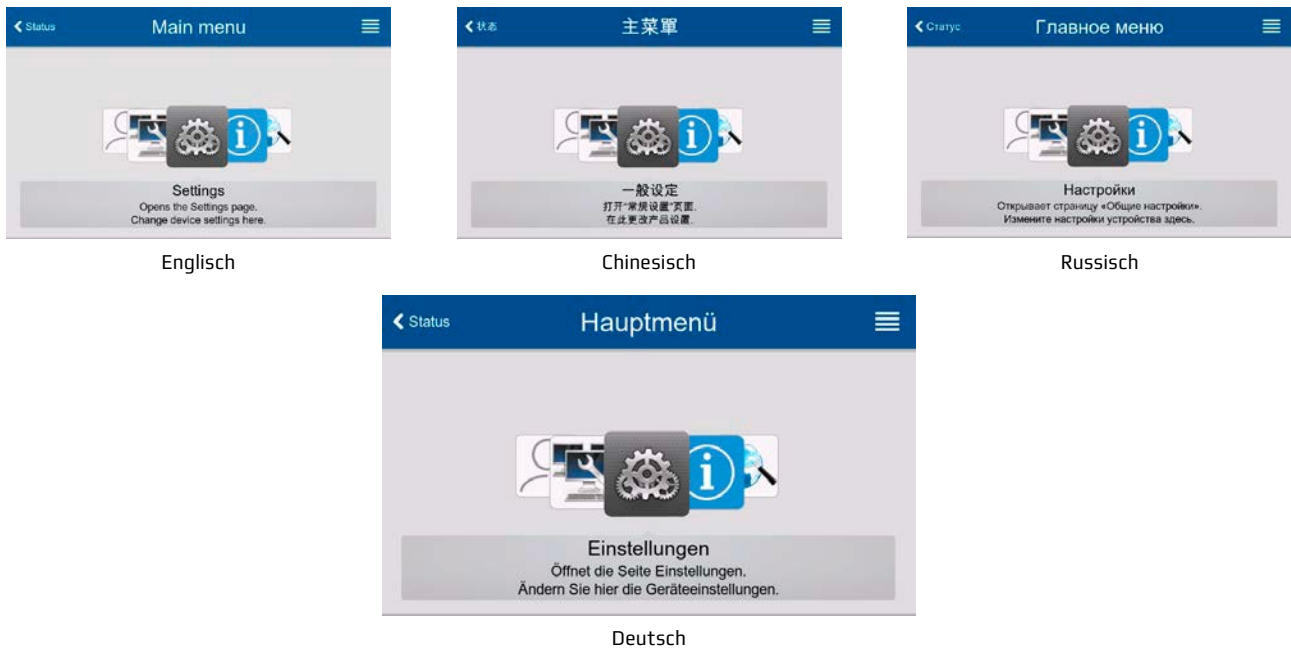 Status
Main menu
Settings
Opens the Settings page.
Change device settings here.
Englisch
状态
主菜單
一般设定
打开“常规设置”页面.
在此更改产品设置.
Chinesisch
Статус
Главное меню
Настройки
Открывает страницу «Общие настройки».
Измените настройки устройства здесь.
Russisch
Status
Hauptmenü
Einstellungen
Öffnet die Seite Einstellungen.
Ändern Sie hier die Geräteeinstellungen.
Deutsch